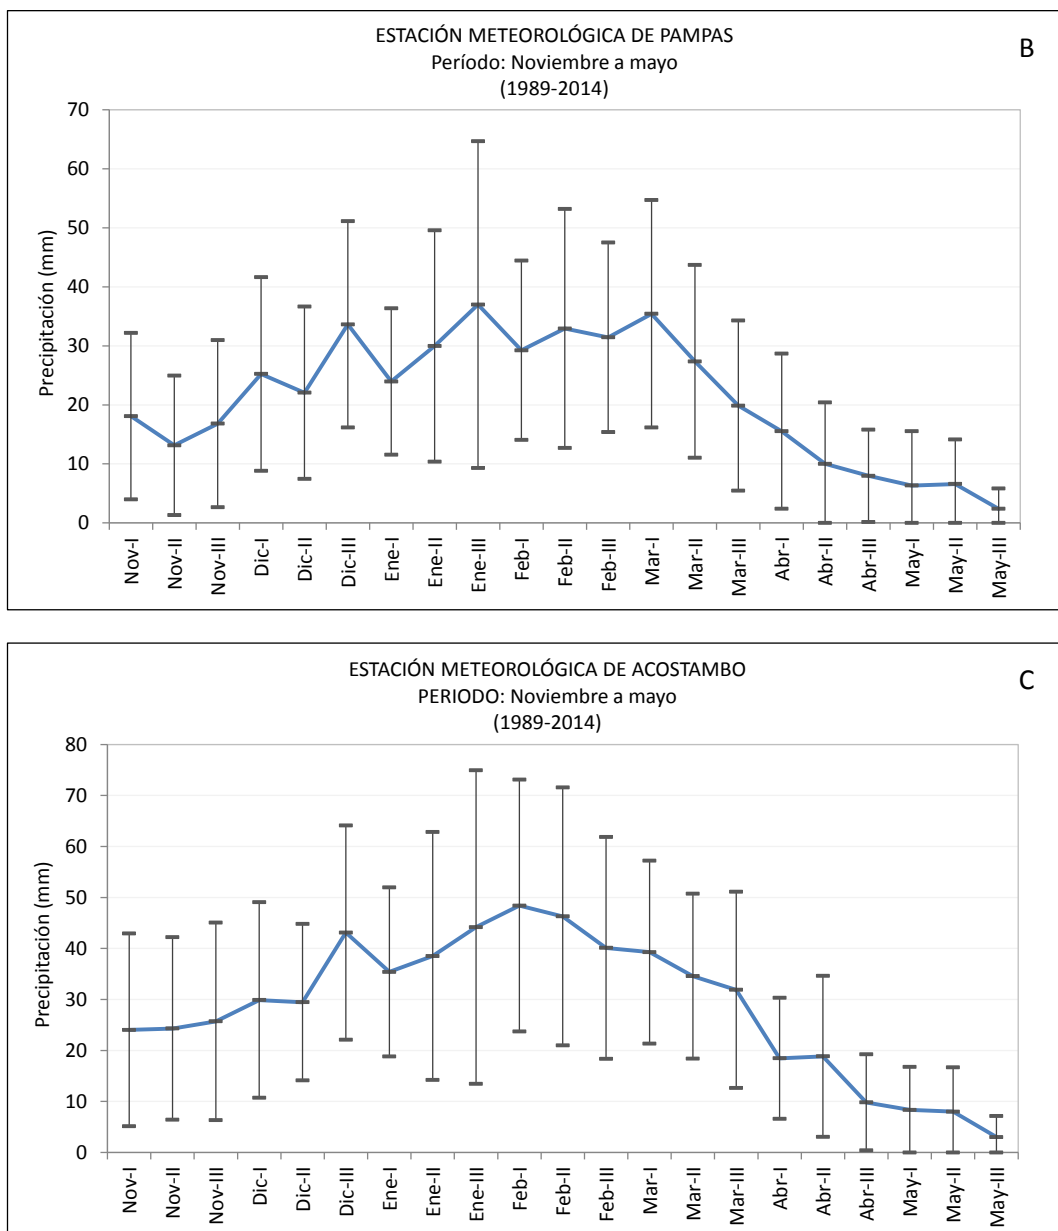 ESTACIÓN METEOROLÓGICA DE PAMPAS
B
Período: Noviembre a mayo
(1989-2014)
70
60
50
40
30
20
10
0
Precipitación (mm)
Nov-I
Nov-II
Nov-III
Dic-I
Dic-II
Dic-III
Ene-I
Ene-II
Ene-III
Feb-I
Feb-II
Feb-III
Mar-I
Mar-II
Mar-III
Abr-I
Abr-II
Abr-III
May-I
May-II
May-III
ESTACIÓN METEOROLÓGICA DE ACOSTAMBO
C
PERIODO: Noviembre a mayo
(1989-2014)
80
70
60
50
40
30
20
10
0
Precipitación (mm)
Nov-I
Nov-II
Nov-III
Dic-I
Dic-II
Dic-III
Ene-I
Ene-II
Ene-III
Feb-I
Feb-II
Feb-III
Mar-I
Mar-II
Mar-III
Abr-I
Abr-II
Abr-III
May-I
May-II
May-III